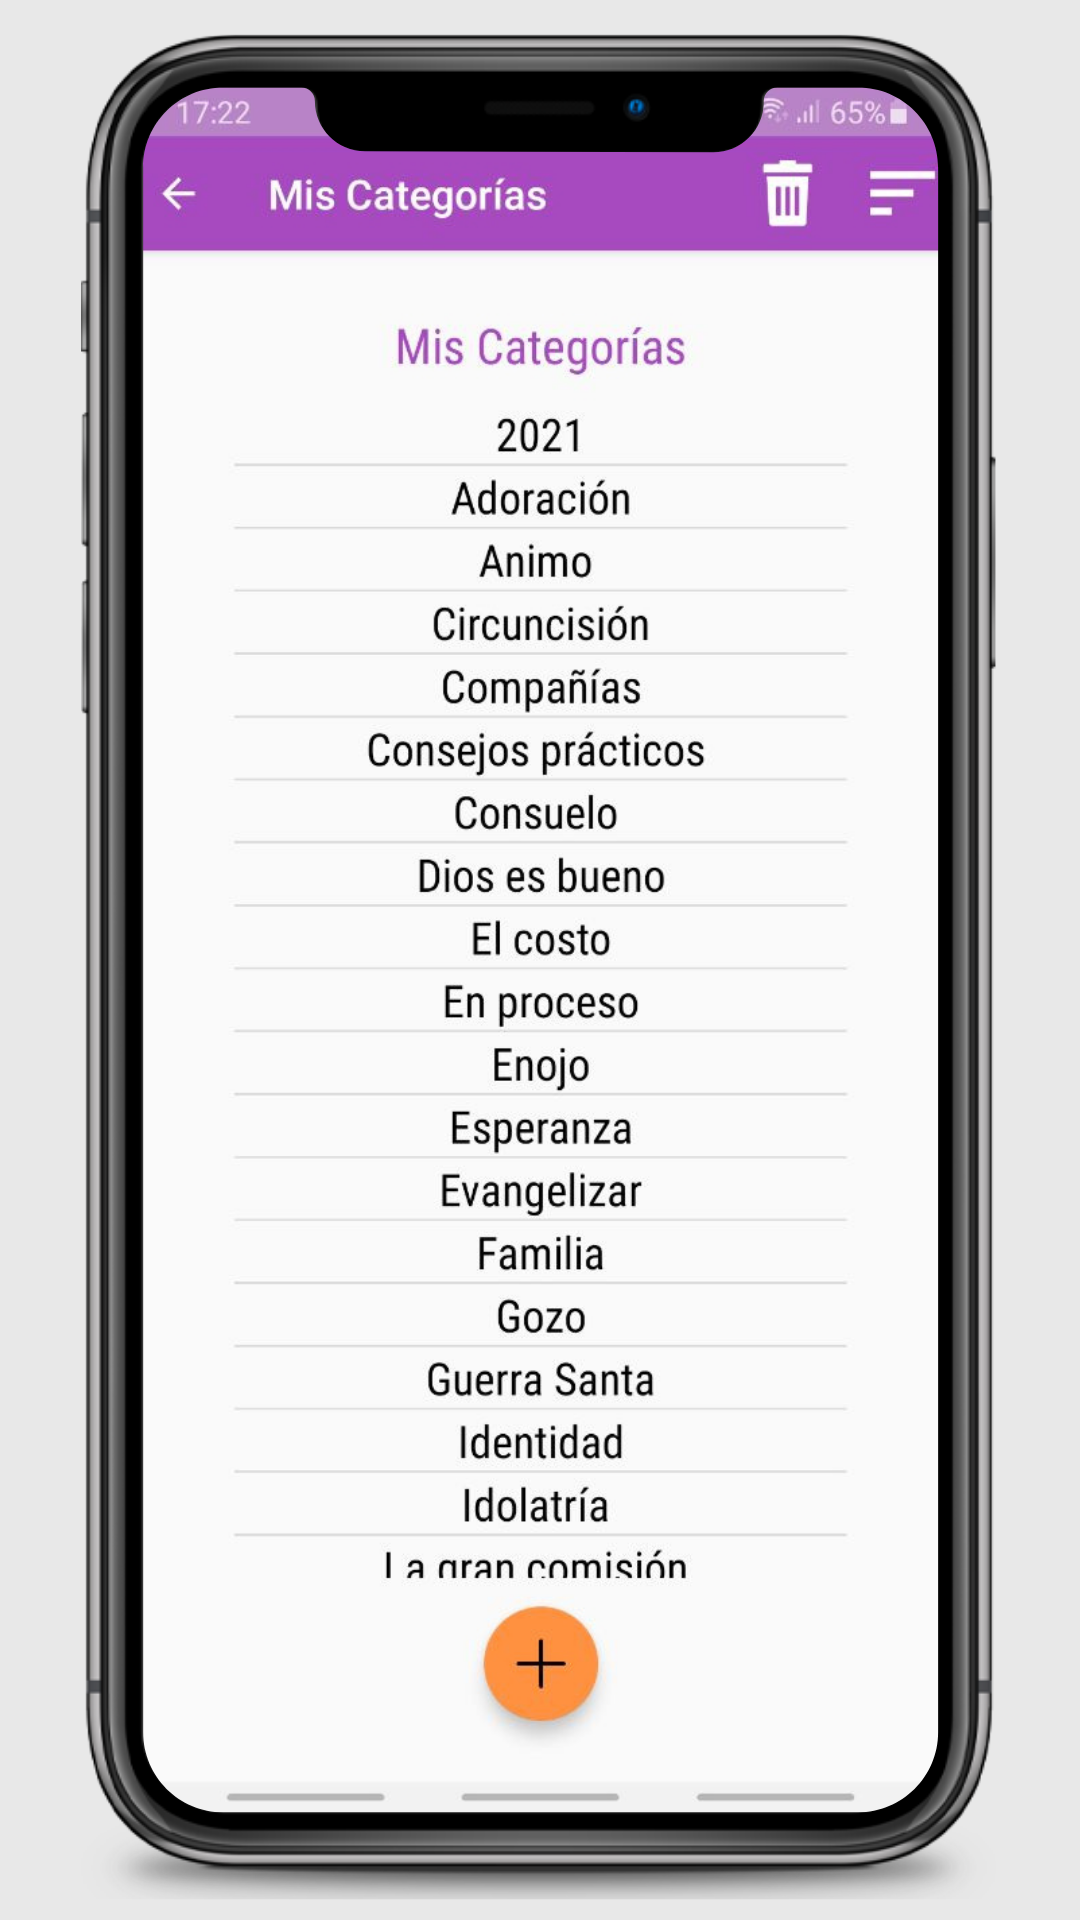 17:22 65%
Mis Categorías
Mis Categorías
2021
Adoración
Animo
Circuncisión
Compañías
Consejos prácticos
Consuelo
Dios es bueno
El costo
En proceso
Enojo
Esperanza
Evangelizar
Familia
Gozo
Guerra Santa
Identidad
Idolatría
La gran comisión